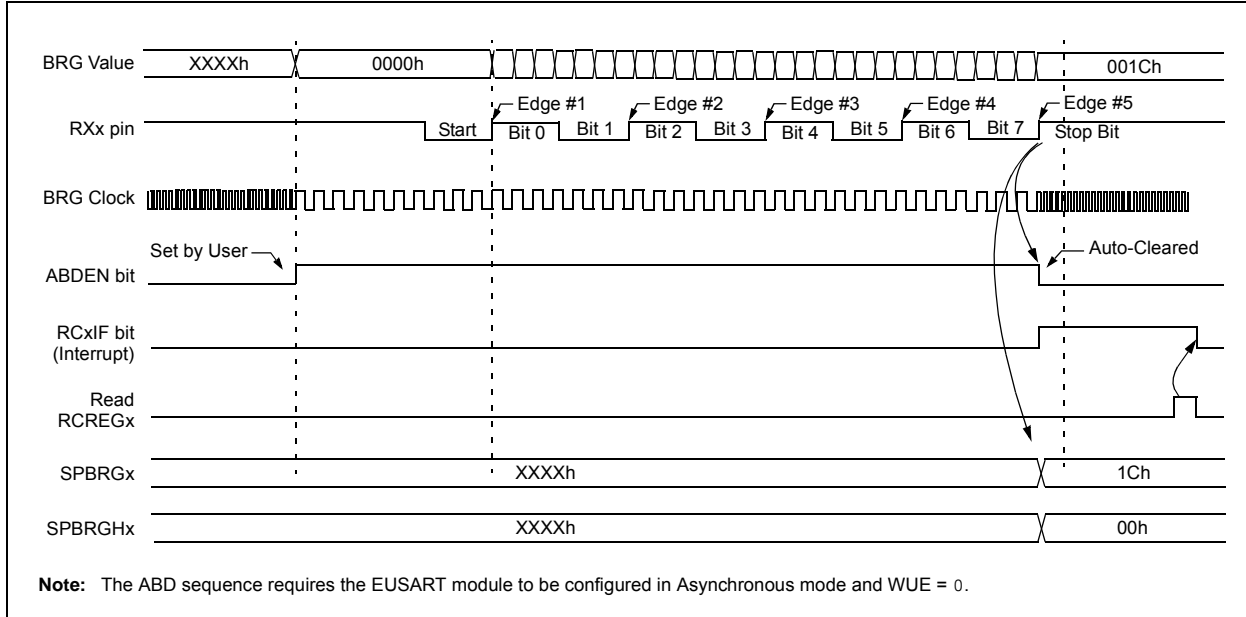 BRG Value XXXXh 0000h 001Ch
Edge #1 Edge #2 Edge #3 Edge #4 Edge #5
RXx pin Start Bit 0 Bit 1 Bit 2 Bit 3 Bit 4 Bit 5 Bit 6 Bit 7 Stop Bit
BRG Clock
Set by User Auto-Cleared
ABDEN bit
RCxIF bit
(Interrupt)
Read
RCREGx
SPBRGx XXXXh 1Ch
SPBRGHx XXXXh 00h
Note: The ABD sequence requires the EUSART module to be configured in Asynchronous mode and WUE = 0.